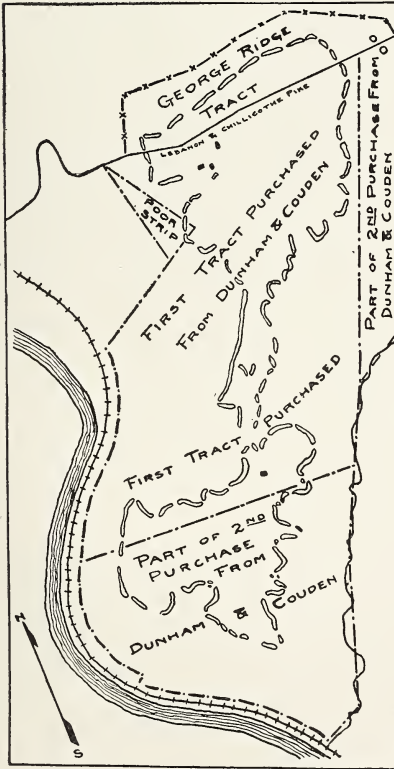 GEORGE RIDGE
TRACT
LEBANON & CHILLICOTHE PIKE
POOR
STRIP
FIRST TRACT PURCHASED
FROM DUNHAM & COUDEN
PART OF 2ND PURCHASE FROM
DUNHAM & COUDEN
FIRST TRACT PURCHASED
PART OF 2ND
PURCHASE
FROM
DUNHAM & COUDEN
N
S